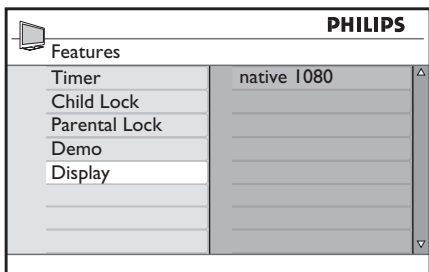 PHILIPS
Features
Timer
native 1080
Child Lock
Parental Lock
Demo
Display